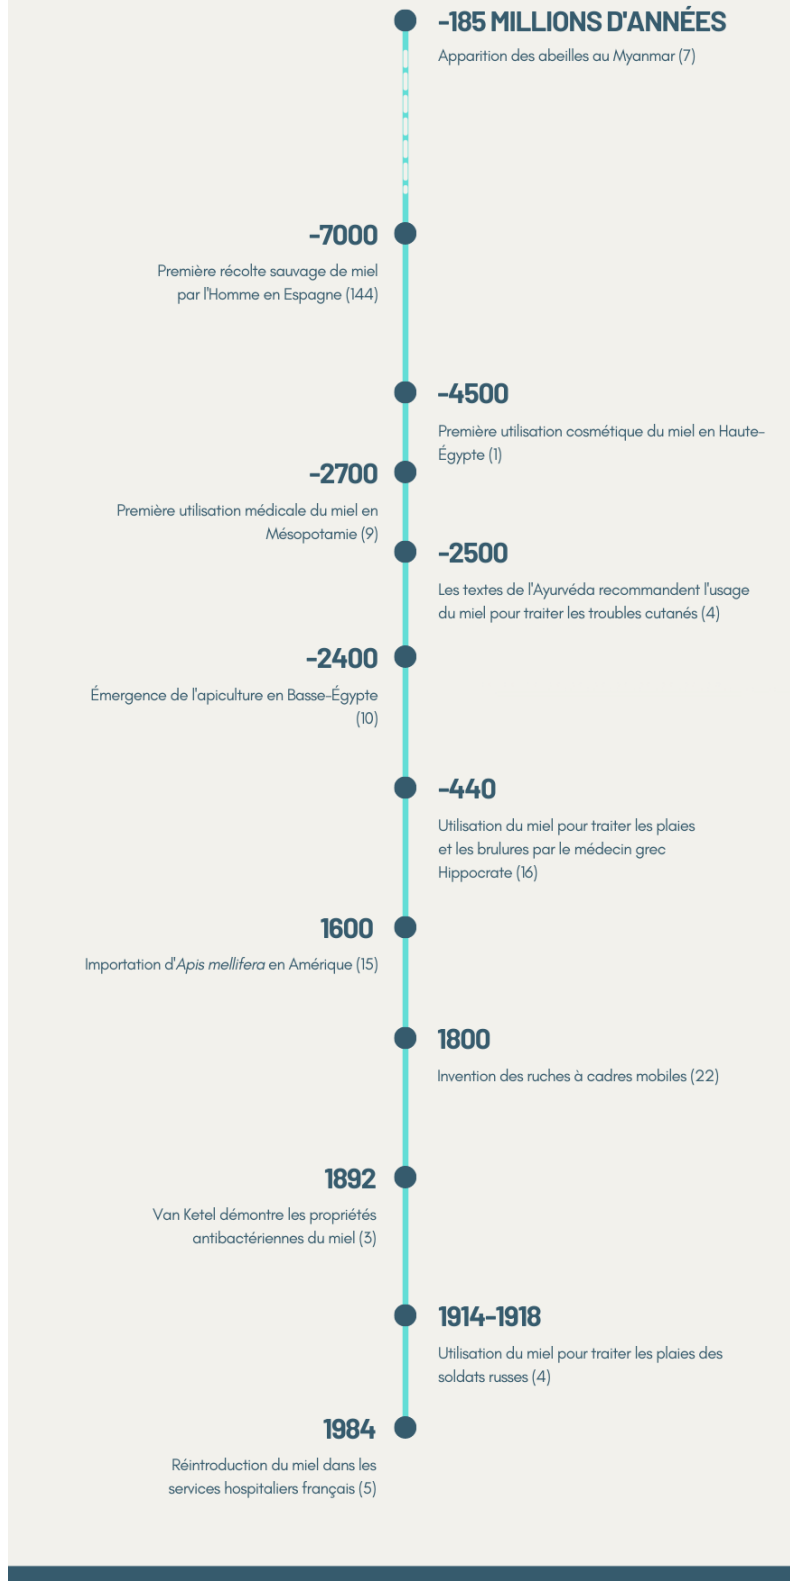 -185 MILLIONS D'ANNÉES
Apparition des abeilles au Myanmar (7)
-7000
Première récolte sauvage de miel
par l'Homme en Espagne (144)
-4500
Première utilisation cosmétique du miel en Haute-
Égypte (1)
-2700
Première utilisation médicale du miel en
Mésopotamie (9)
-2500
Les textes de l'Ayurvéda recommandent l'usage
du miel pour traiter les troubles cutanés (4)
-2400
Émergence de l'apiculture en Basse-Égypte
(10)
-440
Utilisation du miel pour traiter les plaies
et les brulures par le médecin grec
Hippocrate (16)
1600
Importation d'Apis mellifera en Amérique (15)
1800
Invention des ruches à cadres mobiles (22)
1892
Van Ketel démontre les propriétés
antibactériennes du miel (3)
1914-1918
Utilisation du miel pour traiter les plaies des
soldats russes (4)
1984
Réintroduction du miel dans les
services hospitaliers français (5)